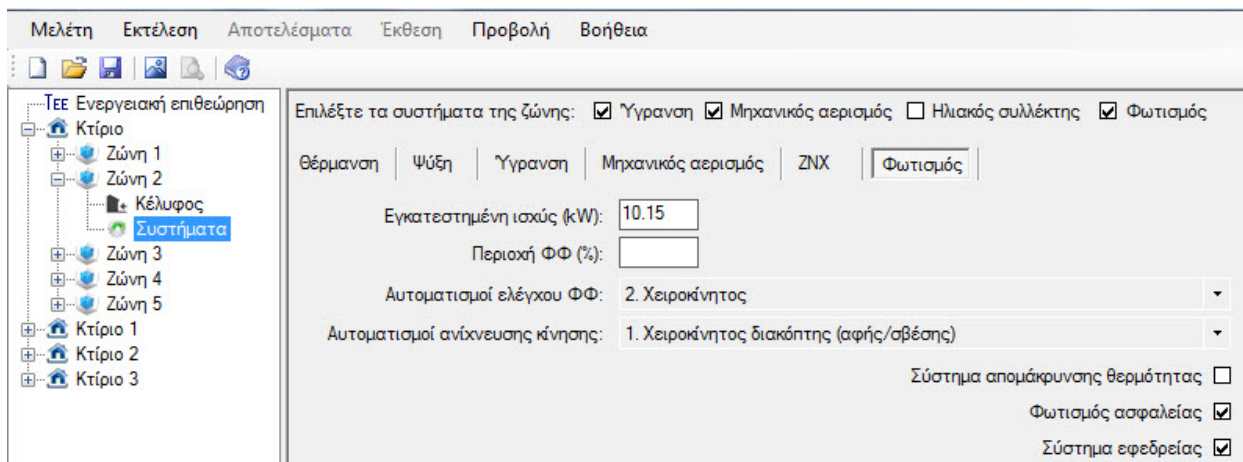 Μελέτη Εκτέλεση Αποτελέσματα Έκθεση Προβολή Βοήθεια
ΤΕΕ Ενεργειακή επιθεώρηση
Κτίριο
Ζώνη 1
Ζώνη 2
Κέλυφος
Συστήματα
Ζώνη 3
Ζώνη 4
Ζώνη 5
Κτίριο 1
Κτίριο 2
Κτίριο 3
Επιλέξτε τα συστήματα της ζώνης: Ύγρανση Μηχανικός αερισμός Ηλιακός συλλέκτης Φωτισμός
Θέρμανση Ψύξη Ύγρανση Μηχανικός αερισμός ΖΝΧ Φωτισμός
Εγκατεστημένη ισχύς (kW): 10.15
Περιοχή ΦΦ (%):
Αυτοματισμοί ελέγχου ΦΦ: 2. Χειροκίνητος
Αυτοματισμοί ανίχνευσης κίνησης: 1. Χειροκίνητος διακόπτης (αφής/σβέσης)
Σύστημα απομάκρυνσης θερμότητας
Φωτισμός ασφαλείας
Σύστημα εφεδρείας